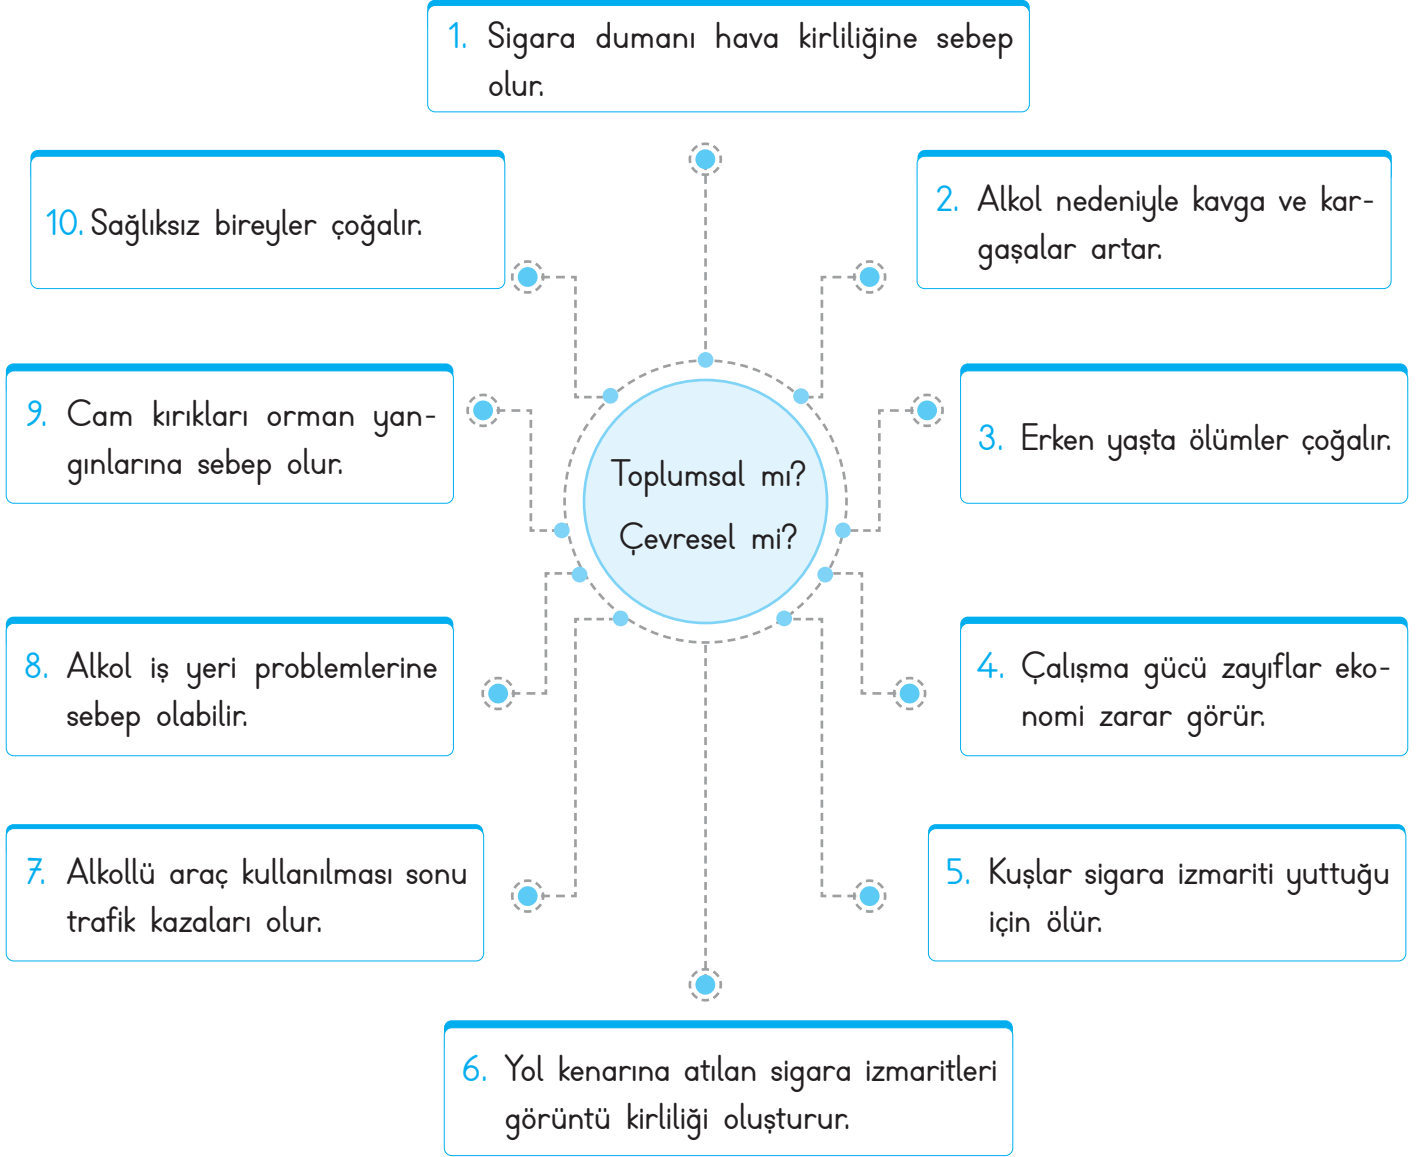 1. Sigara dumanı hava kirliliğine sebep
olur.
2. Alkol nedeniyle kavga ve kar-
gaşalar artar.
3. Erken yaşta ölümler çoğalır.
4. Çalışma gücü zayıflar eko-
nomi zarar görür.
5. Kuşlar sigara izmariti yuttuğu
için ölür.
6. Yol kenarına atılan sigara izmaritleri
görüntü kirliliği oluşturur.
7. Alkollü araç kullanılması sonu
trafik kazaları olur.
8. Alkol iş yeri problemlerine
sebep olabilir.
9. Cam kırıkları orman yan-
gınlarına sebep olur.
10. Sağlıksız bireyler çoğalır.
Toplumsal mı?
Çevresel mi?